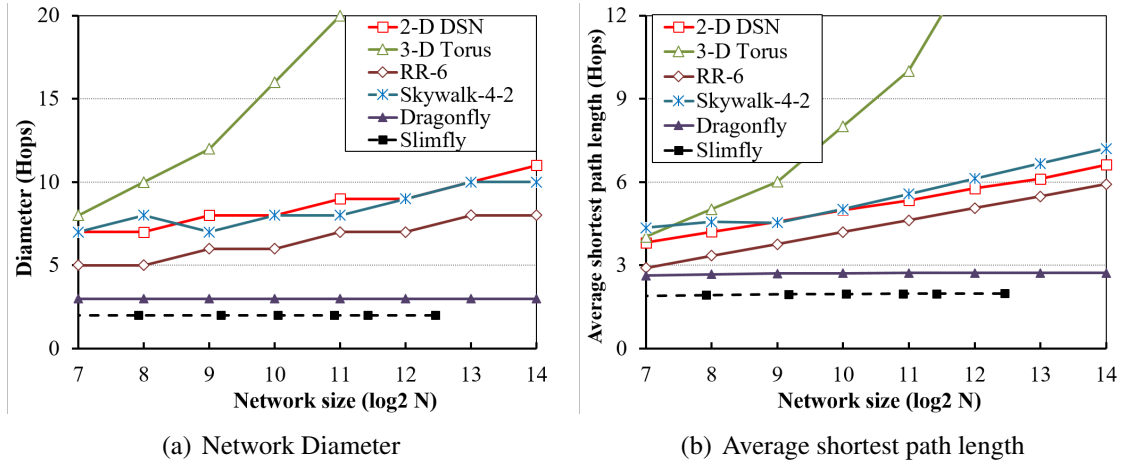 20
15
10
5
0
Diameter (Hops)
2-D DSN
3-D Torus
RR-6
Skywalk-4-2
Dragonfly
Slimfly
7 8 9 10 11 12 13 14
Network size (log2 N)
(a) Network Diameter
12
9
6
3
0
Average shortest path length (Hops)
2-D DSN
3-D Torus
RR-6
Skywalk-4-2
Dragonfly
Slimfly
7 8 9 10 11 12 13 14
Network size (log2 N)
(b) Average shortest path length